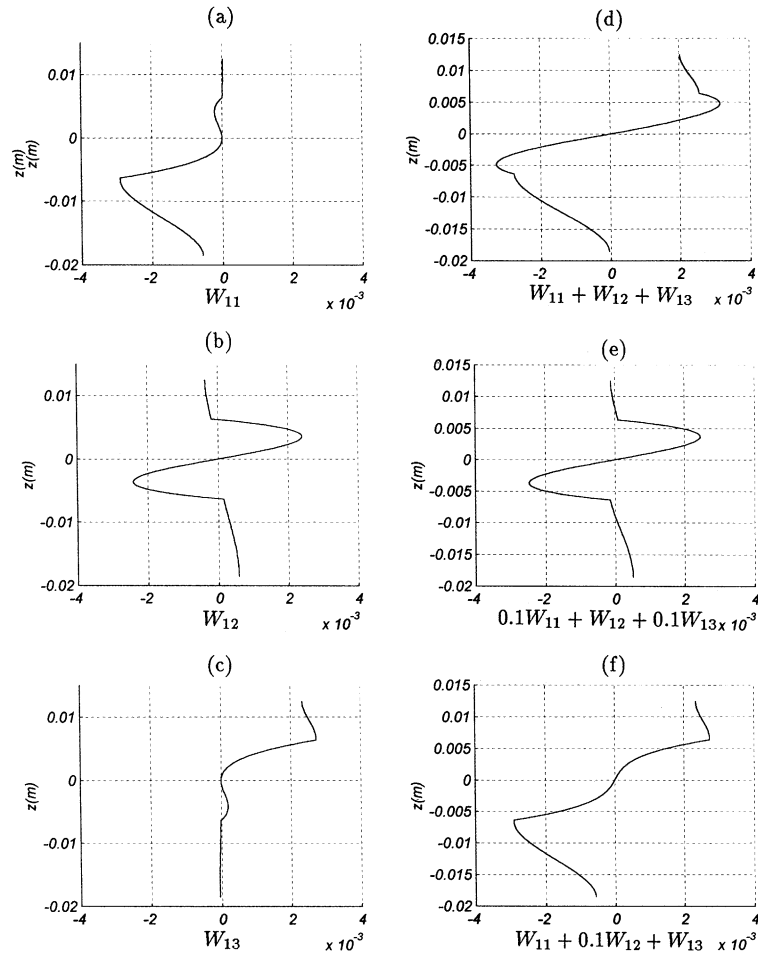 (a)
0.01
0
-0.01
-0.02
z(m)
z(m)
-4 -2 0 2 4
W11
x 10-3
(d)
0.015
0.01
0.005
0
-0.005
-0.01
-0.015
-0.02
z(m)
-4 -2 0 2 4
W11 + W12 + W13
x 10-3
(b)
0.01
0
-0.01
-0.02
z(m)
-4 -2 0 2 4
W12
x 10-3
(e)
0.015
0.01
0.005
0
-0.005
-0.01
-0.015
-0.02
z(m)
-4 -2 0 2 4
0.1W11 + W12 + 0.1W13
x 10-3
(c)
0.01
0
-0.01
-0.02
z(m)
-4 -2 0 2 4
W13
x 10-3
(f)
0.015
0.01
0.005
0
-0.005
-0.01
-0.015
-0.02
z(m)
-4 -2 0 2 4
W11 + 0.1W12 + W13
x 10-3